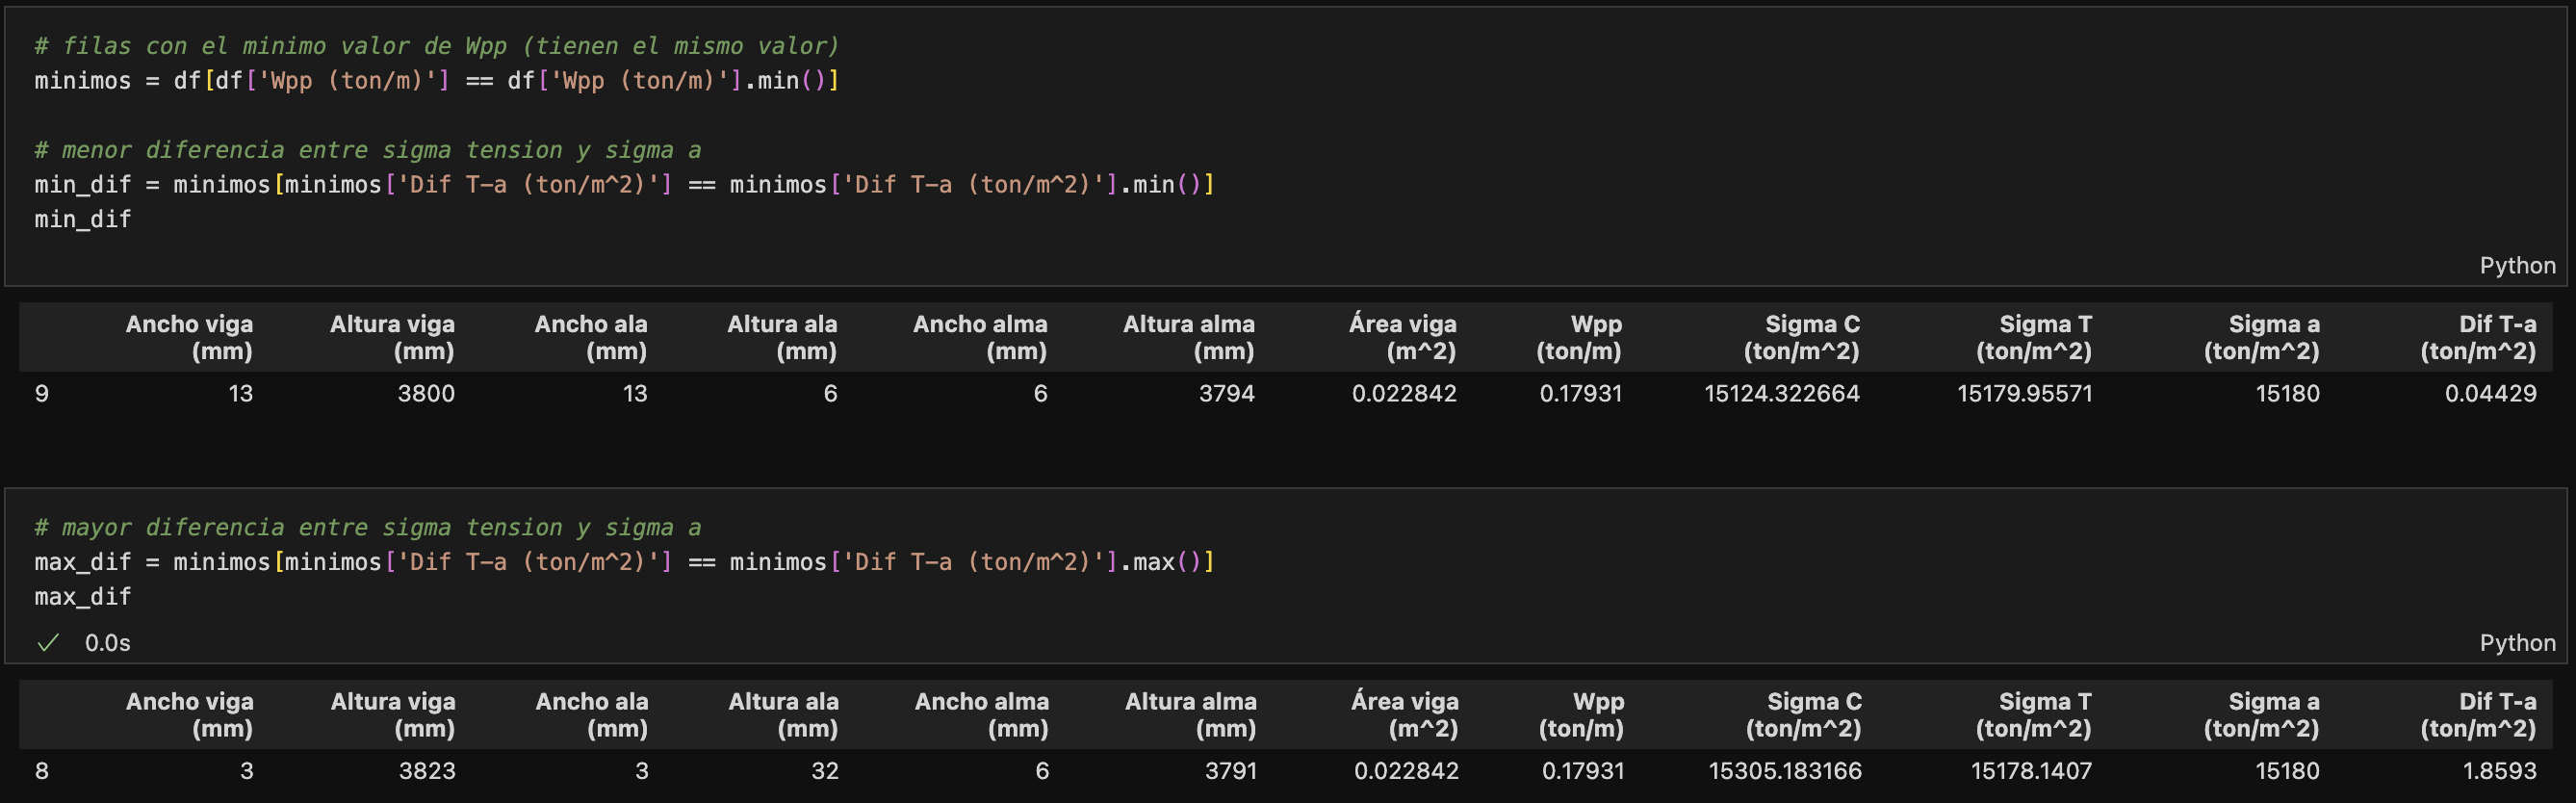 # filas con el minimo valor de Wpp (tienen el mismo valor)
minimos = df[df['Wpp (ton/m)'] == df['Wpp (ton/m)'].min()]
# menor diferencia entre sigma tension y sigma a
min_dif = minimos[minimos['Dif T-a (ton/m^2)'] == minimos['Dif T-a (ton/m^2)'].min()]
min_dif
Python
Ancho viga (mm) Altura viga (mm) Ancho ala (mm) Altura ala (mm) Ancho alma (mm) Altura alma (mm) Área viga (m^2) Wpp (ton/m) Sigma C (ton/m^2) Sigma T (ton/m^2) Sigma a (ton/m^2) Dif T-a (ton/m^2)
9 13 3800 13 6 6 3794 0.022842 0.17931 15124.322664 15179.95571 15180 0.04429
# mayor diferencia entre sigma tension y sigma a
max_dif = minimos[minimos['Dif T-a (ton/m^2)'] == minimos['Dif T-a (ton/m^2)'].max()]
max_dif
✓ 0.0s
Python
Ancho viga (mm) Altura viga (mm) Ancho ala (mm) Altura ala (mm) Ancho alma (mm) Altura alma (mm) Área viga (m^2) Wpp (ton/m) Sigma C (ton/m^2) Sigma T (ton/m^2) Sigma a (ton/m^2) Dif T-a (ton/m^2)
8 3 3823 3 32 6 3791 0.022842 0.17931 15305.183166 15178.1407 15180 1.8593